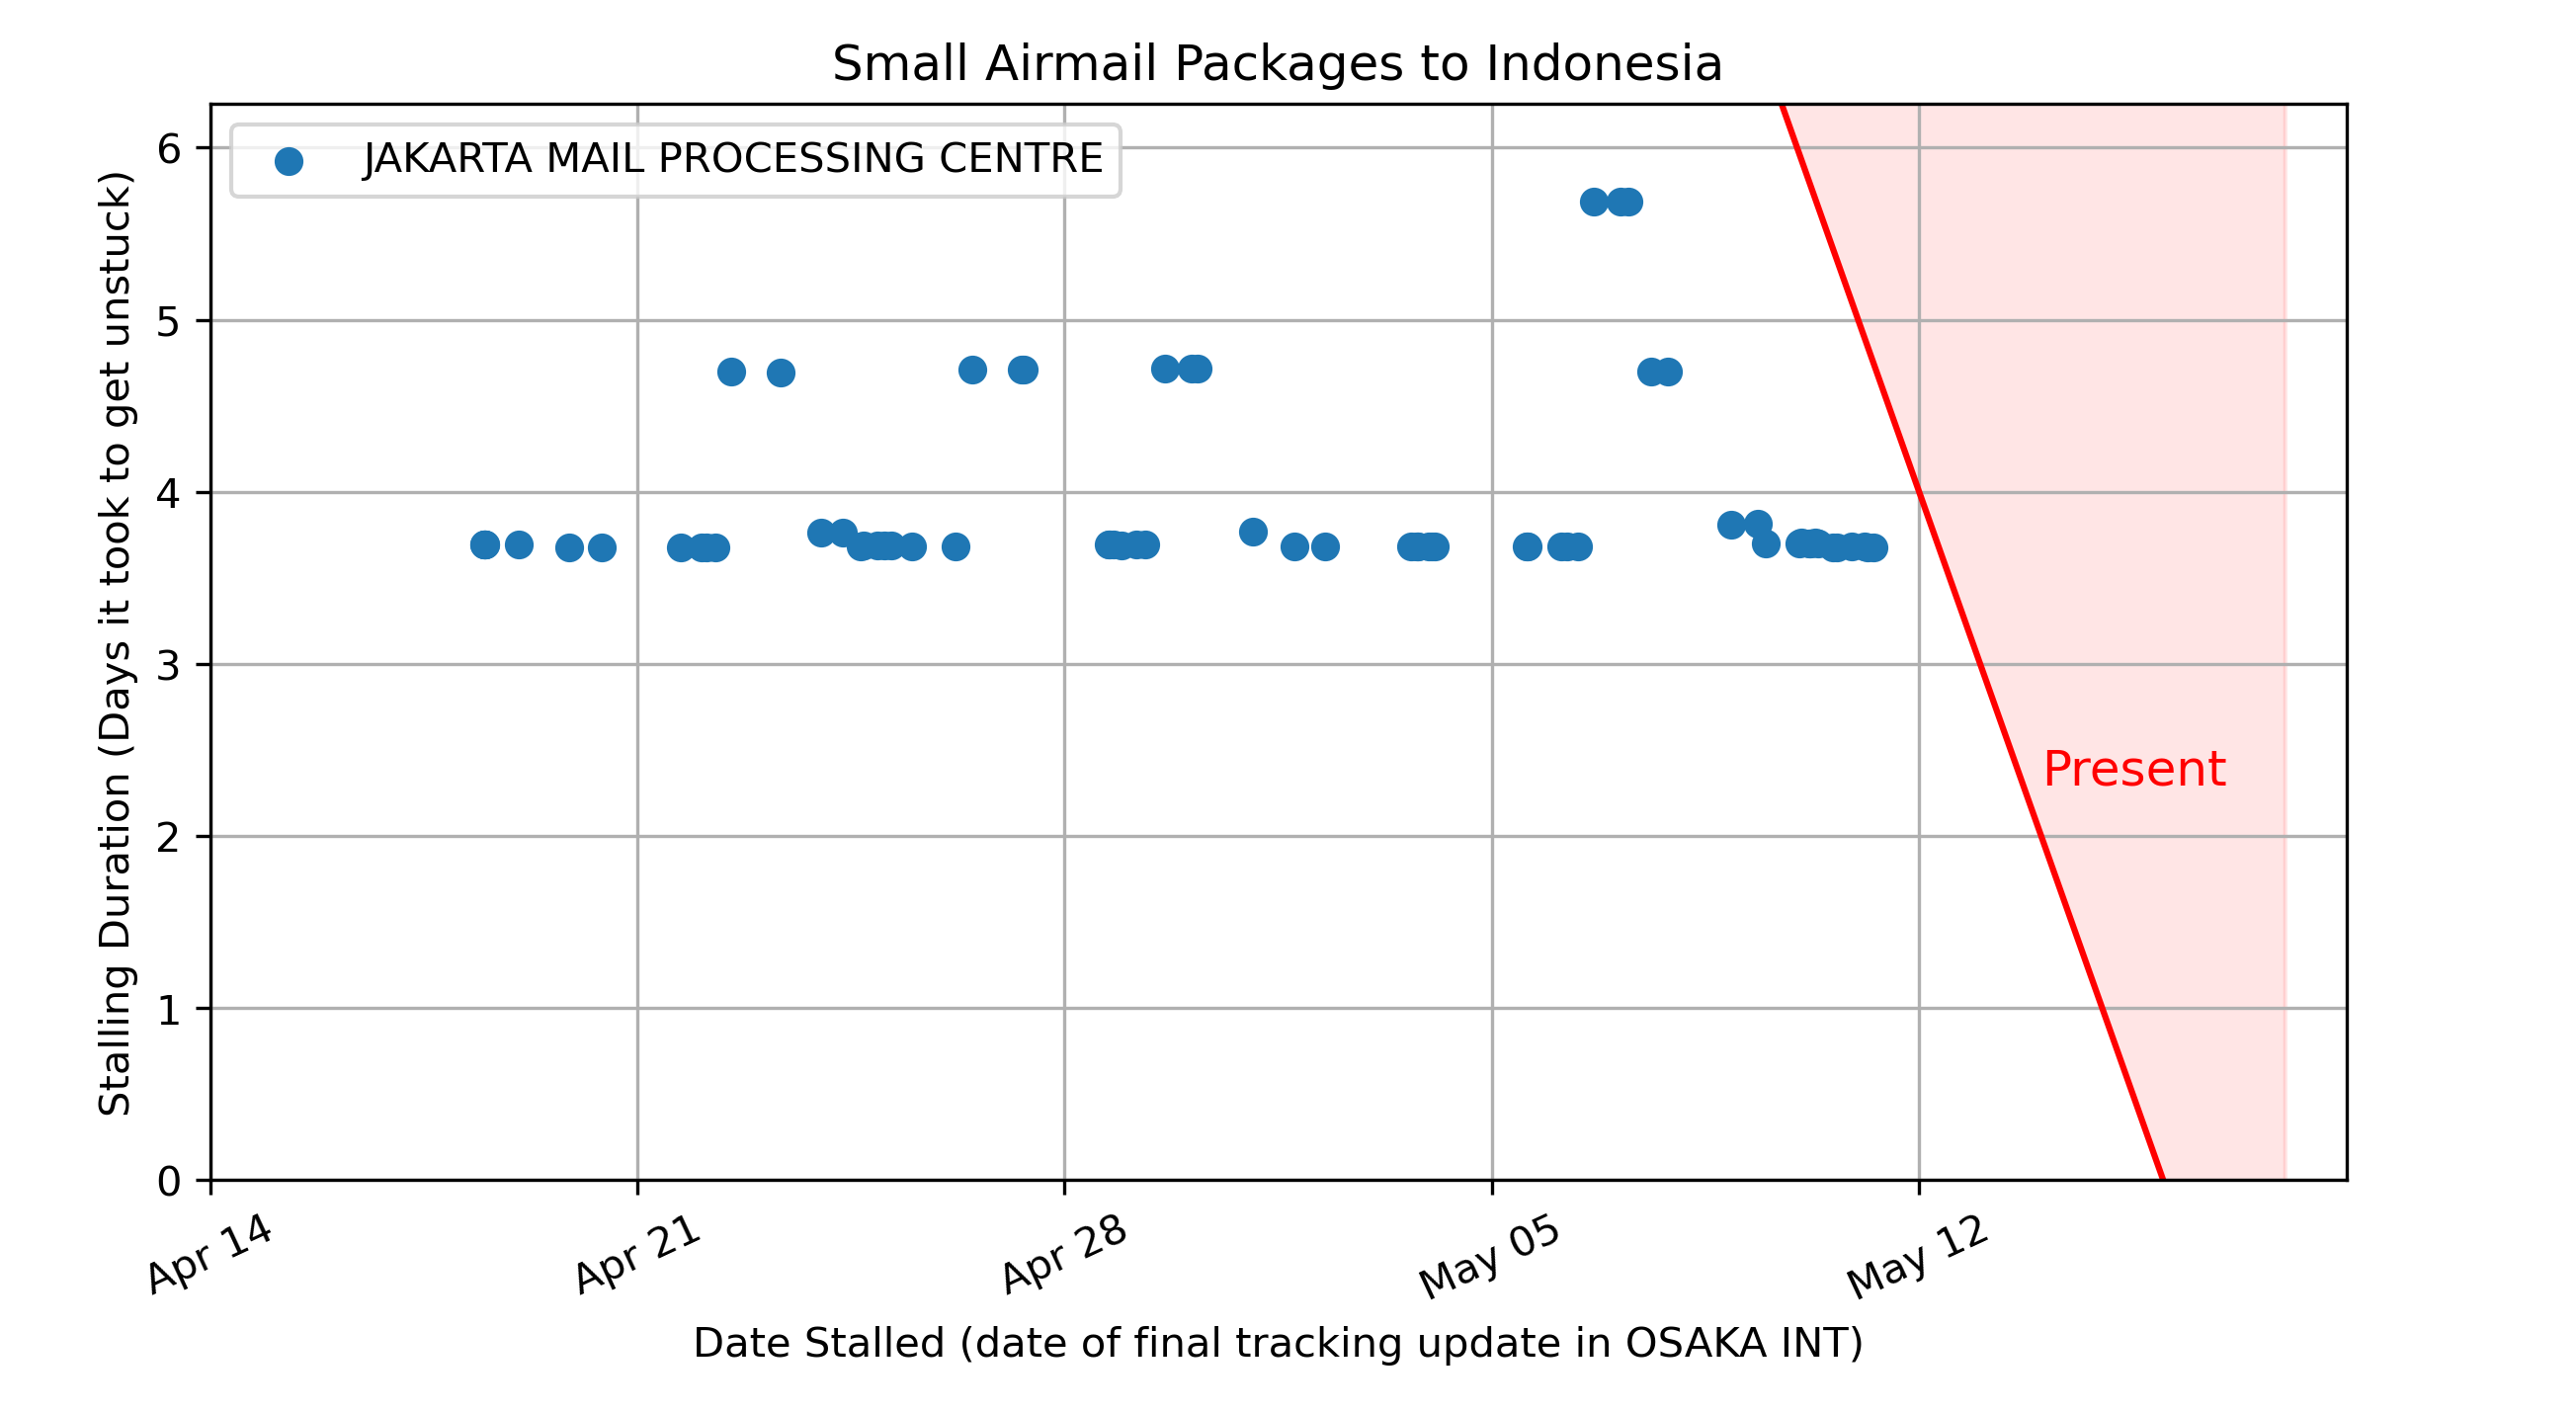 Small Airmail Packages to Indonesia
JAKARTA MAIL PROCESSING CENTRE
Stalling Duration (Days it took to get unstuck)
6
5
4
3
2
1
0
Present
Apr 14
Apr 21
Apr 28
May 05
May 12
Date Stalled (date of final tracking update in OSAKA INT)